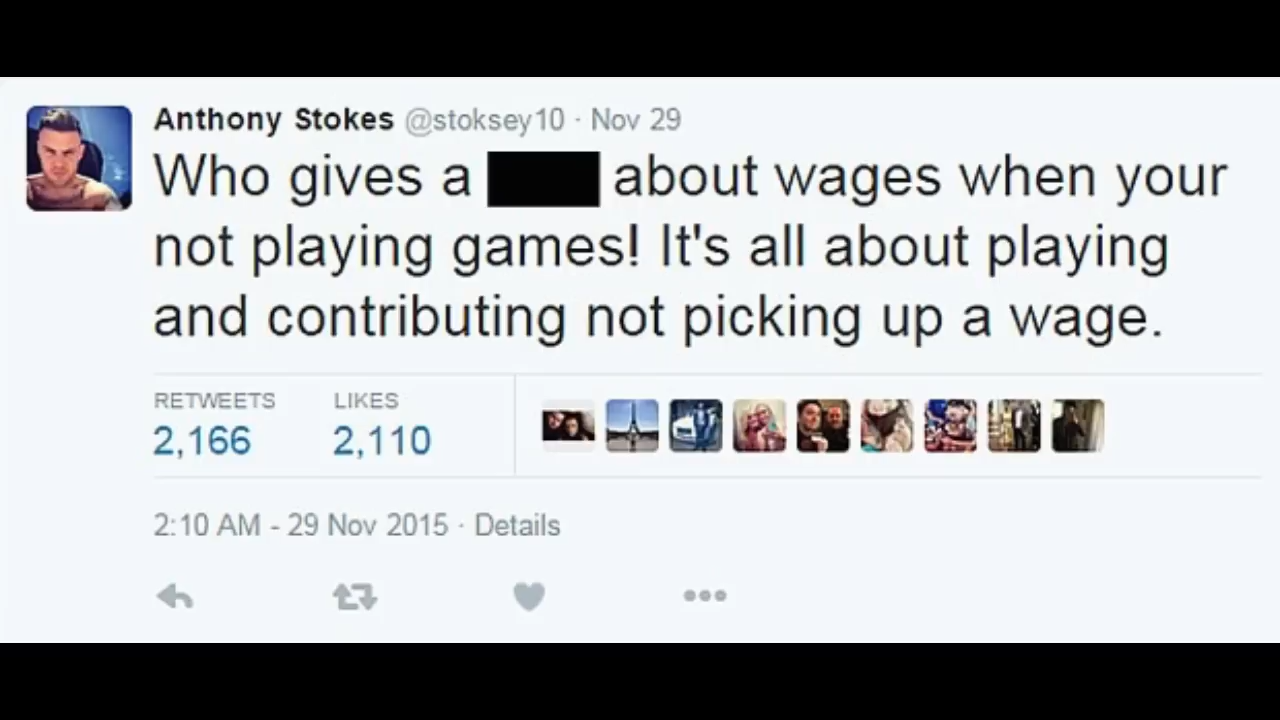 Anthony Stokes @stoksey10 · Nov 29
Who gives a about wages when your
not playing games! It's all about playing
and contributing not picking up a wage.
RETWEETS LIKES
2,166 2,110
2:10 AM - 29 Nov 2015 · Details